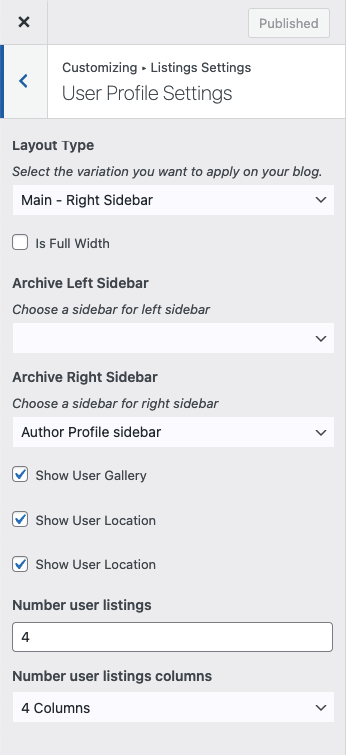 Published
Customizing ▸ Listings Settings
User Profile Settings
Layout Type
Select the variation you want to apply on your blog.
Main - Right Sidebar
Is Full Width
Archive Left Sidebar
Choose a sidebar for left sidebar
Archive Right Sidebar
Choose a sidebar for right sidebar
Author Profile sidebar
Show User Gallery
Show User Location
Show User Location
Number user listings
4
Number user listings columns
4 Columns